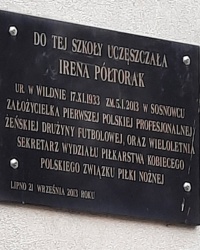 DO TEJ SZKOŁY UCZĘSZCZAŁA
IRENA PÓŁTORAK
UR. W WILDNIE 17.XI.1933 ZM.5.I.2013 W SOSNOWCU
ZAŁOŻYCIELKA PIERWSZEJ POLSKIEJ PROFESJONALNEJ
ŻEŃSKIEJ DRUŻYNY FUTBOLOWEJ, ORAZ WIELOLETNIA
SEKRETARZ WYDZIAŁU PIŁKARSTWA KOBIECEGO
POLSKIEGO ZWIĄZKU PIŁKI NOŻNEJ
LIPNO 21 WRZEŚNIA 2013 ROKU